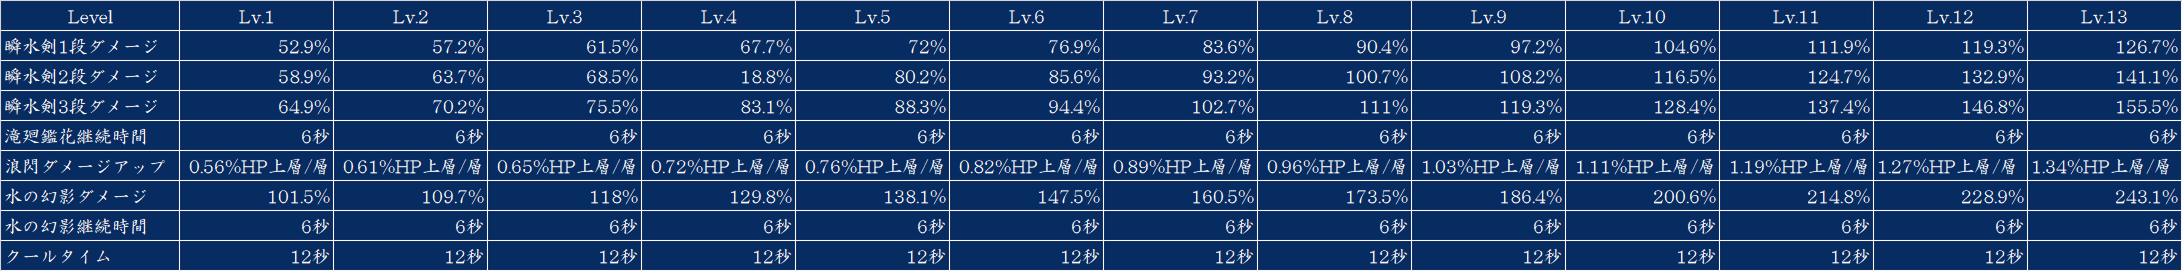 Level Lv.1 Lv.2 Lv.3 Lv.4 Lv.5 Lv.6 Lv.7 Lv.8 Lv.9 Lv.10 Lv.11 Lv.12 Lv.13
瞬水剣1段ダメージ 52.9% 57.2% 61.5% 67.7% 72% 76.9% 83.6% 90.4% 97.2% 104.6% 111.9% 119.3% 126.7%
瞬水剣2段ダメージ 58.9% 63.7% 68.5% 18.8% 80.2% 85.6% 93.2% 100.7% 108.2% 116.5% 124.7% 132.9% 141.1%
瞬水剣3段ダメージ 64.9% 70.2% 75.5% 83.1% 88.3% 94.4% 102.7% 111% 119.3% 128.4% 137.4% 146.8% 155.5%
滝廻鑑花継続時間 6秒 6秒 6秒 6秒 6秒 6秒 6秒 6秒 6秒 6秒 6秒 6秒 6秒
浪閃ダメージアップ 0.56%HP上層/層 0.61%HP上層/層 0.65%HP上層/層 0.72%HP上層/層 0.76%HP上層/層 0.82%HP上層/層 0.89%HP上層/層 0.96%HP上層/層 1.03%HP上層/層 1.11%HP上層/層 1.19%HP上層/層 1.27%HP上層/層 1.34%HP上層/層
水の幻影ダメージ 101.5% 109.7% 118% 129.8% 138.1% 147.5% 160.5% 173.5% 186.4% 200.6% 214.8% 228.9% 243.1%
水の幻影継続時間 6秒 6秒 6秒 6秒 6秒 6秒 6秒 6秒 6秒 6秒 6秒 6秒 6秒
クールタイム 12秒 12秒 12秒 12秒 12秒 12秒 12秒 12秒 12秒 12秒 12秒 12秒 12秒